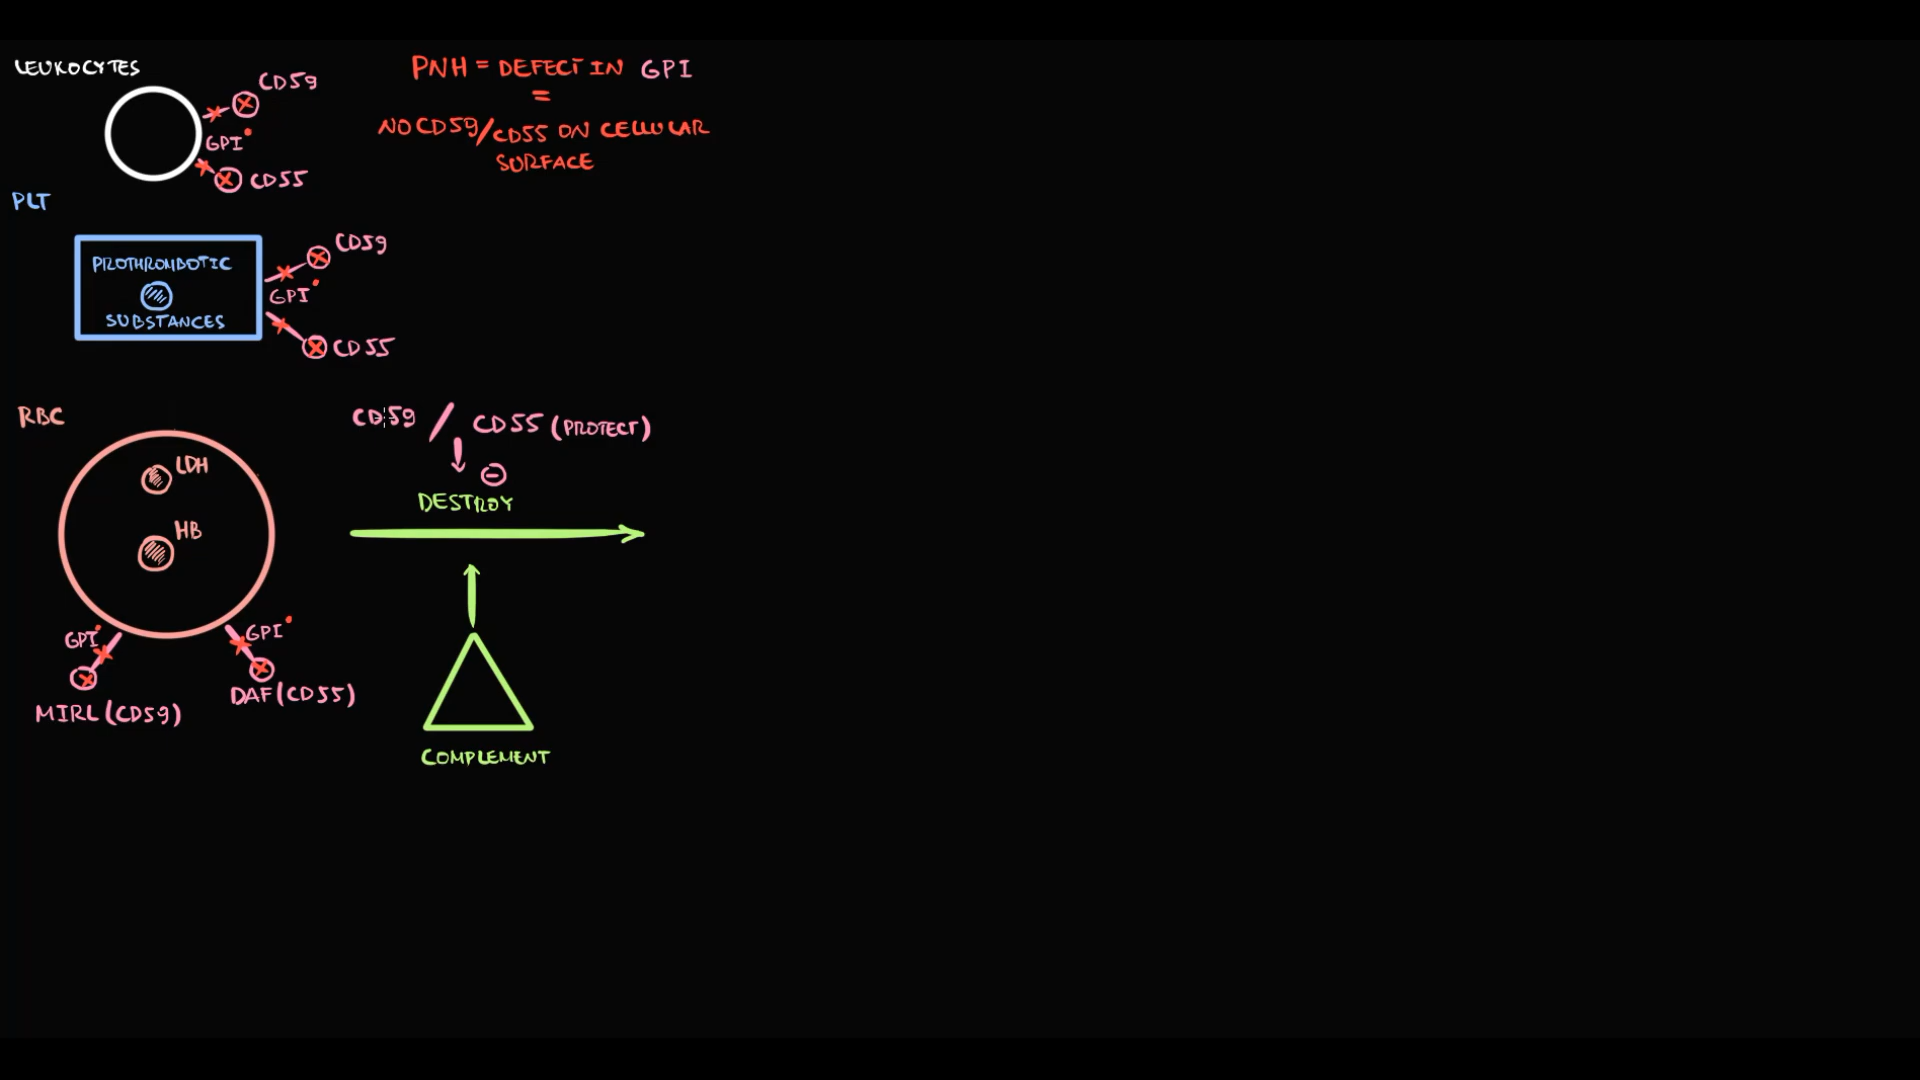 LEUKOCYTES
CD59
GPI
CD55
PNH = DEFECT IN GPI
=
NO CD59/CD55 ON CELLULAR
SURFACE
PLT
PROTHROMBOTIC
SUBSTANCES
CD59
GPI
CD55
RBC
LDH
HB
GPI
GPI
MIRL (CD59)
DAF (CD55)
CD59 / CD55 (PROTECT)
DESTROY
COMPLEMENT